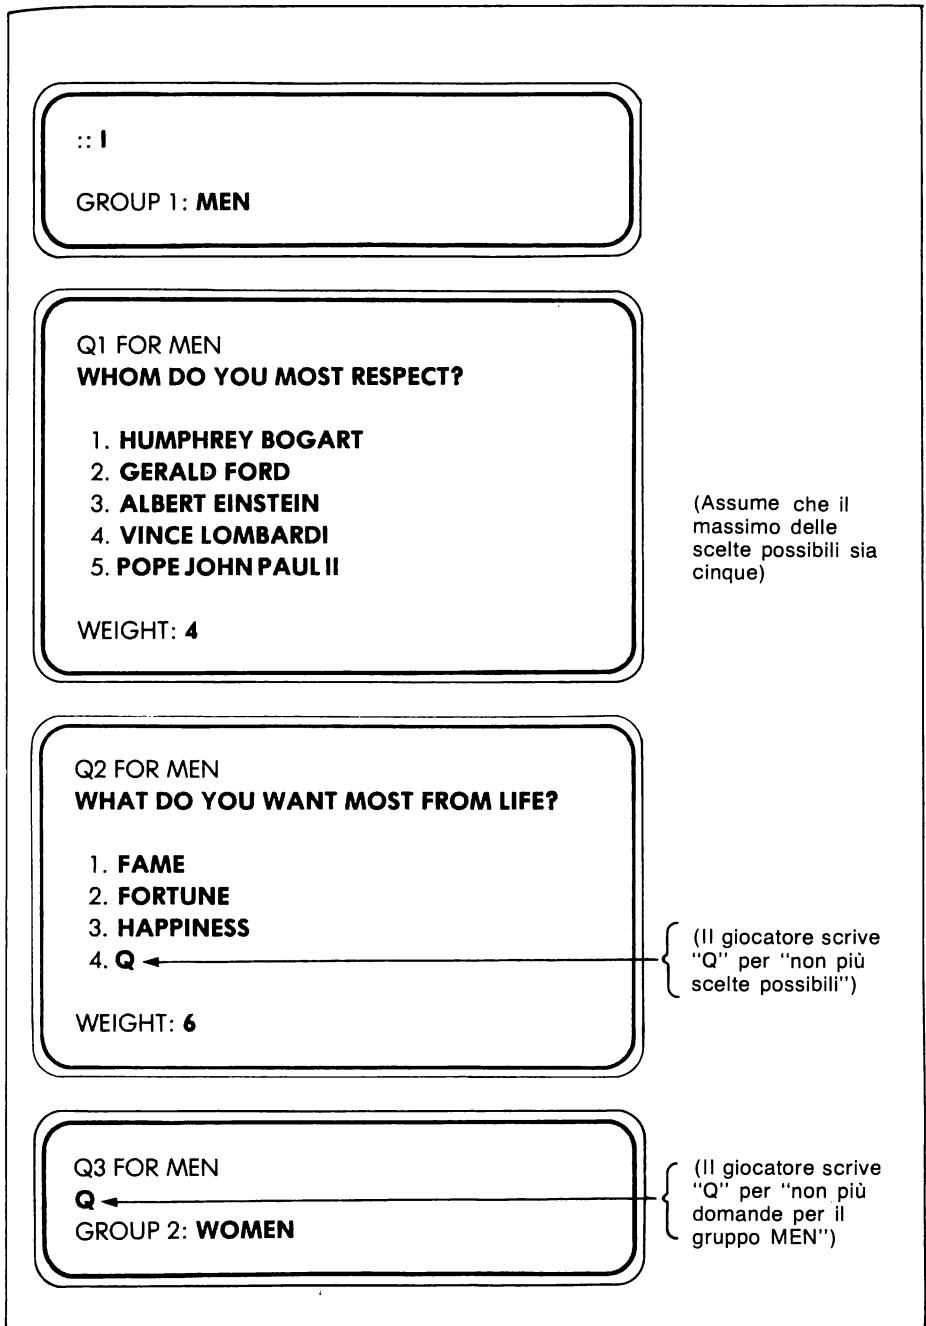 :: I
GROUP 1: MEN
Q1 FOR MEN
WHOM DO YOU MOST RESPECT?
1. HUMPHREY BOGART
2. GERALD FORD
3. ALBERT EINSTEIN
4. VINCE LOMBARDI
5. POPE JOHN PAUL II
WEIGHT: 4
(Assume che il
massimo delle
scelte possibili sia
cinque)
Q2 FOR MEN
WHAT DO YOU WANT MOST FROM LIFE?
1. FAME
2. FORTUNE
3. HAPPINESS
4. Q
WEIGHT: 6
(Il giocatore scrive
"Q" per "non più
scelte possibili")
Q3 FOR MEN
Q
GROUP 2: WOMEN
(Il giocatore scrive
"Q" per "non più
domande per il
gruppo MEN")